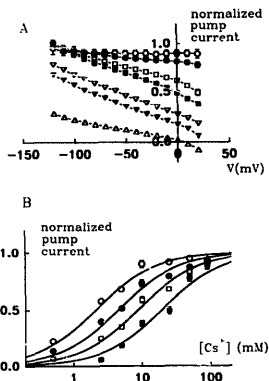 A
normalized
pump
current
1.0
0.5
0.0
−150 −100 −50 0 50
V(mV)
B
normalized
pump
current
1.0
0.5
0.0
1 10 100
[Cs+] (mM)